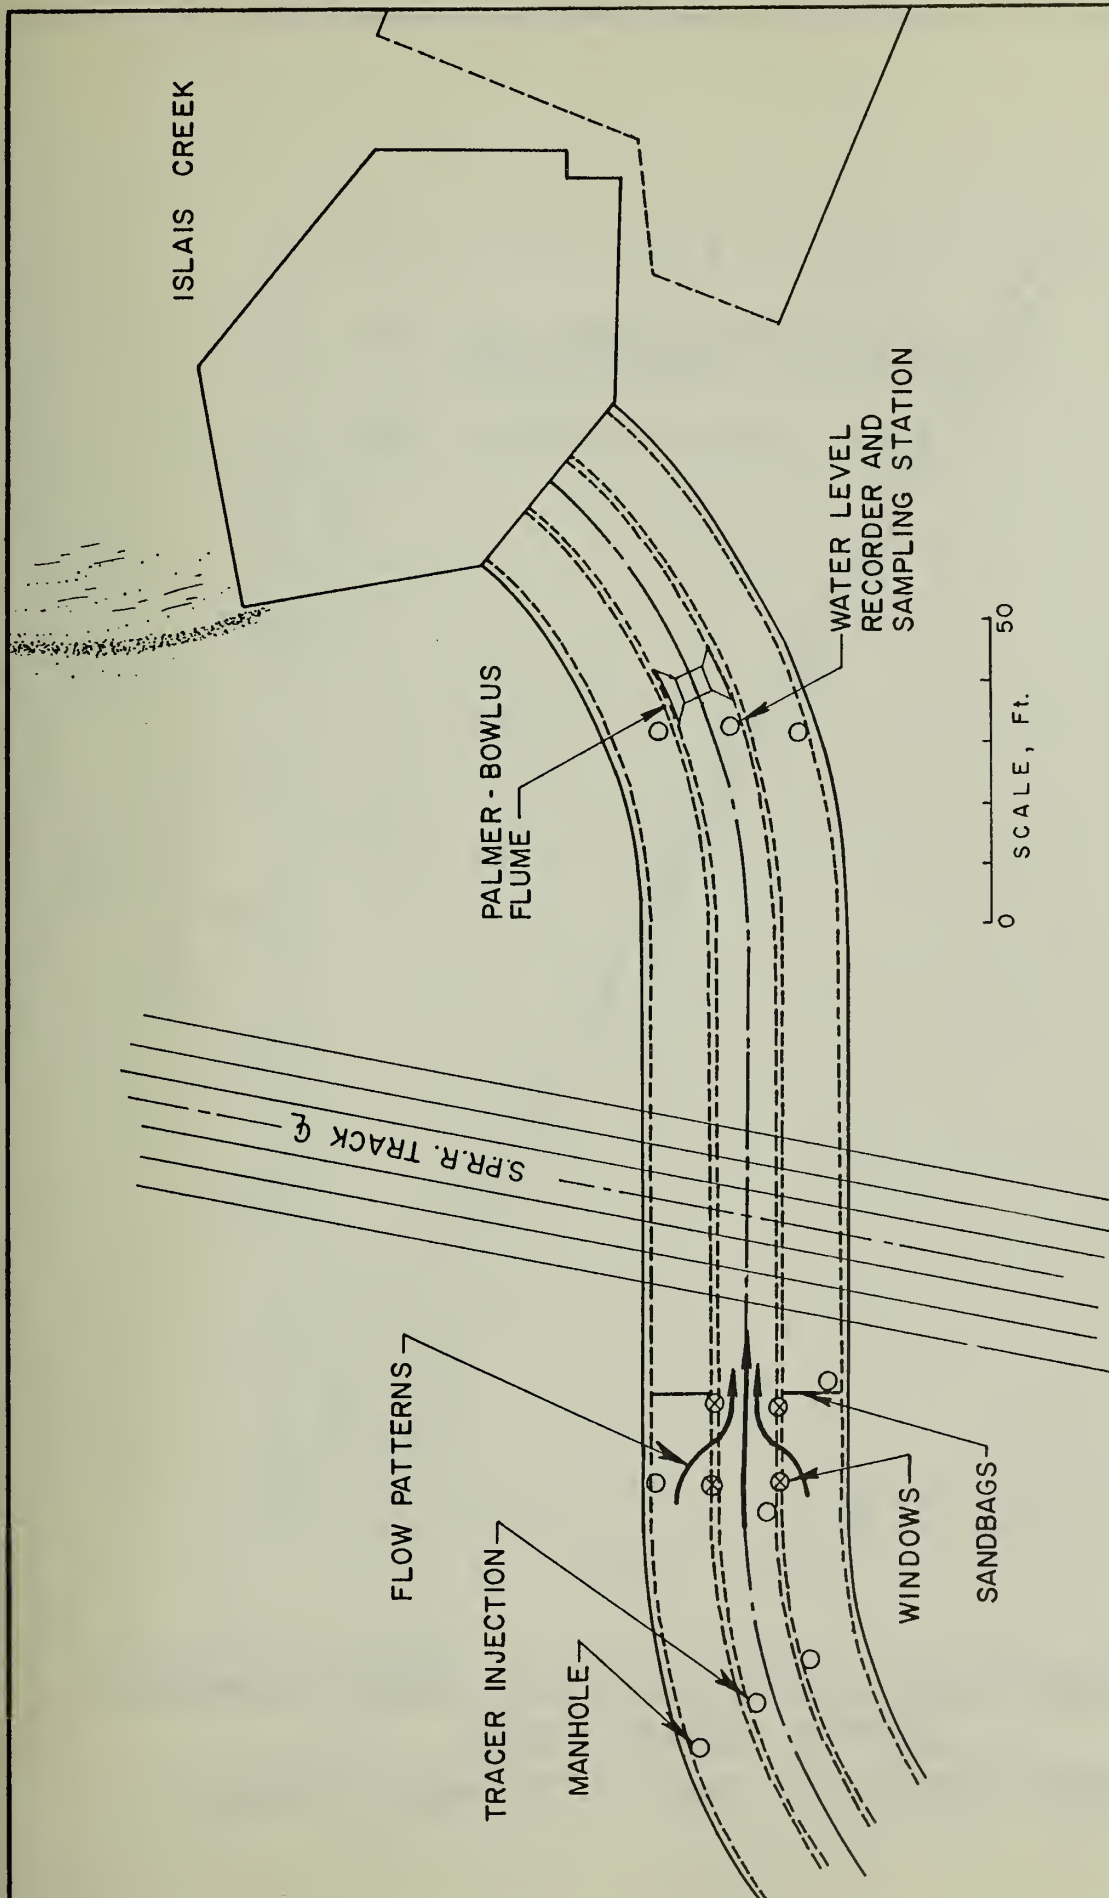 ISLAIS CREEK
PALMER - BOWLUS
FLUME
WATER LEVEL
RECORDER AND
SAMPLING STATION
0 50
SCALE, Ft.
S.P.R.R. TRACK ℄
FLOW PATTERNS
TRACER INJECTION
MANHOLE
WINDOWS
SANDBAGS